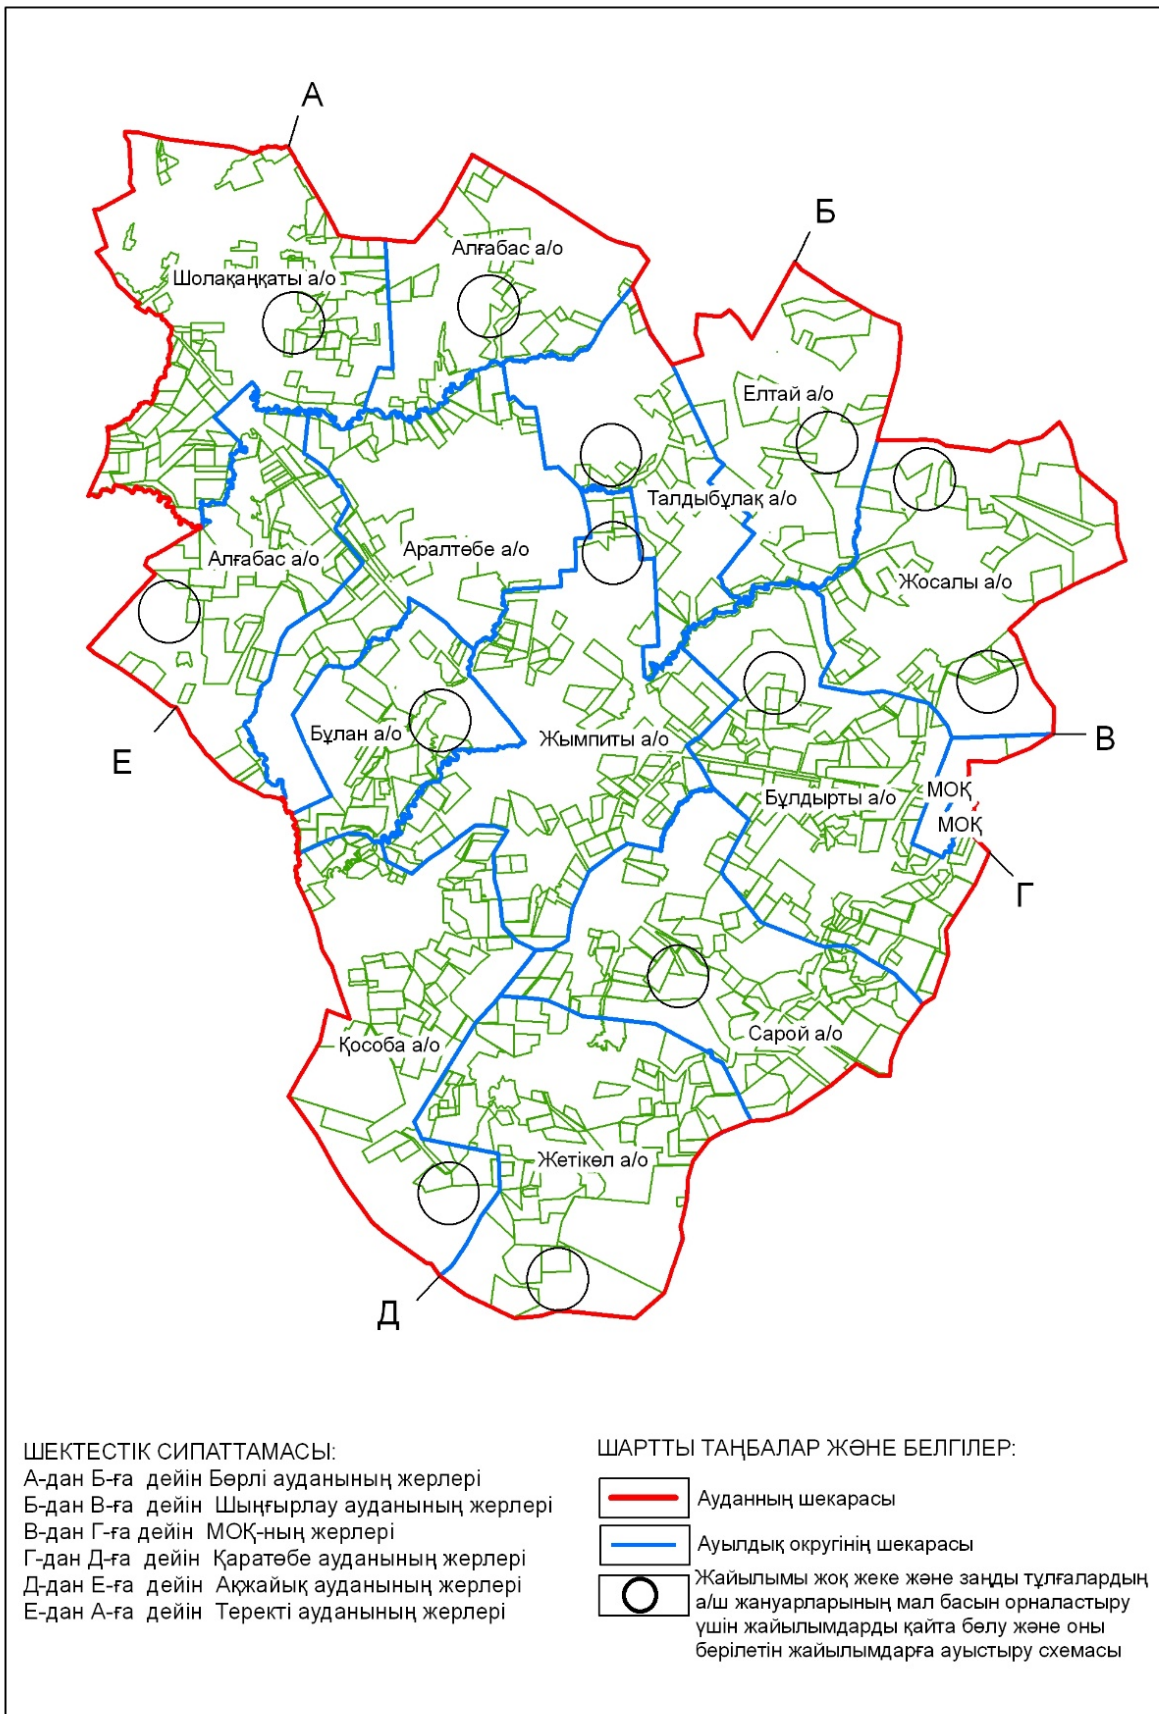 А
Б
Алғабас а/о
Шолақаңқаты а/о
Елтай а/о
Талдыбұлақ а/о
Аралтөбе а/о
Алғабас а/о
Жосалы а/о
Бұлан а/о
Жымпиты а/о
В
Е
МОҚ
Бұлдырты а/о
МОҚ
Г
Сарой а/о
Қособа а/о
Жетікөл а/о
Д
ШЕКТЕСТІК СИПАТТАМАСЫ:
А-дан Б-ға дейін Бөрлі ауданының жерлері
Б-дан В-ға дейін Шыңғырлау ауданының жерлері
В-дан Г-ға дейін МОҚ-ның жерлері
Г-дан Д-ға дейін Қаратөбе ауданының жерлері
Д-дан Е-ға дейін Ақжайық ауданының жерлері
Е-дан А-ға дейін Теректі ауданының жерлері
ШАРТТЫ ТАҢБАЛАР ЖӘНЕ БЕЛГІЛЕР:
Ауданның шекарасы
Ауылдық округінің шекарасы
Жайылымы жоқ жеке және заңды тұлғалардың
а/ш жануарларының мал басын орналастыру
үшін жайылымдарды қайта бөлу және оны
берілетін жайылымдарға ауыстыру схемасы